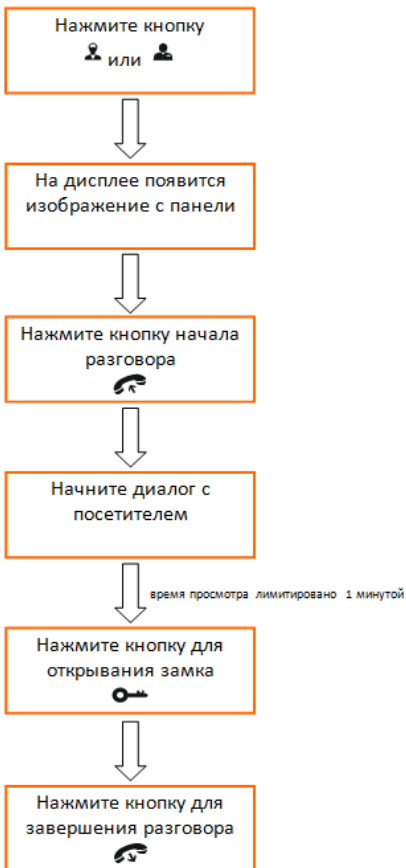 Нажмите кнопку
или
На дисплее появится
изображение с панели
Нажмите кнопку начала
разговора
Начните диалог с
посетителем
время просмотра лимитировано 1 минутой
Нажмите кнопку для
открывания замка
Нажмите кнопку для
завершения разговора